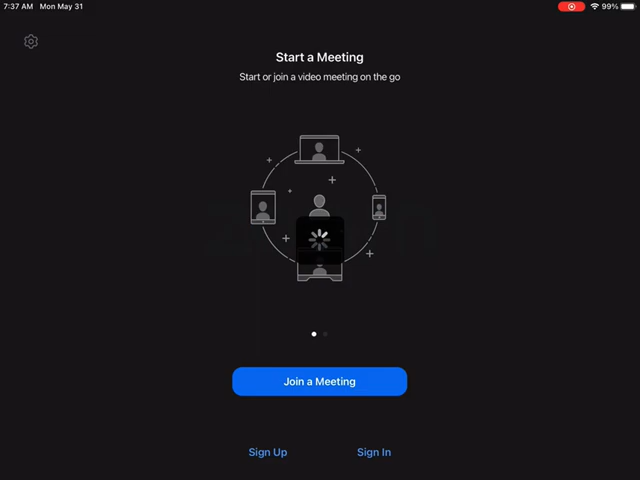 7:37 AM Mon May 31
99%
Start a Meeting
Start or join a video meeting on the go
Join a Meeting
Sign Up
Sign In